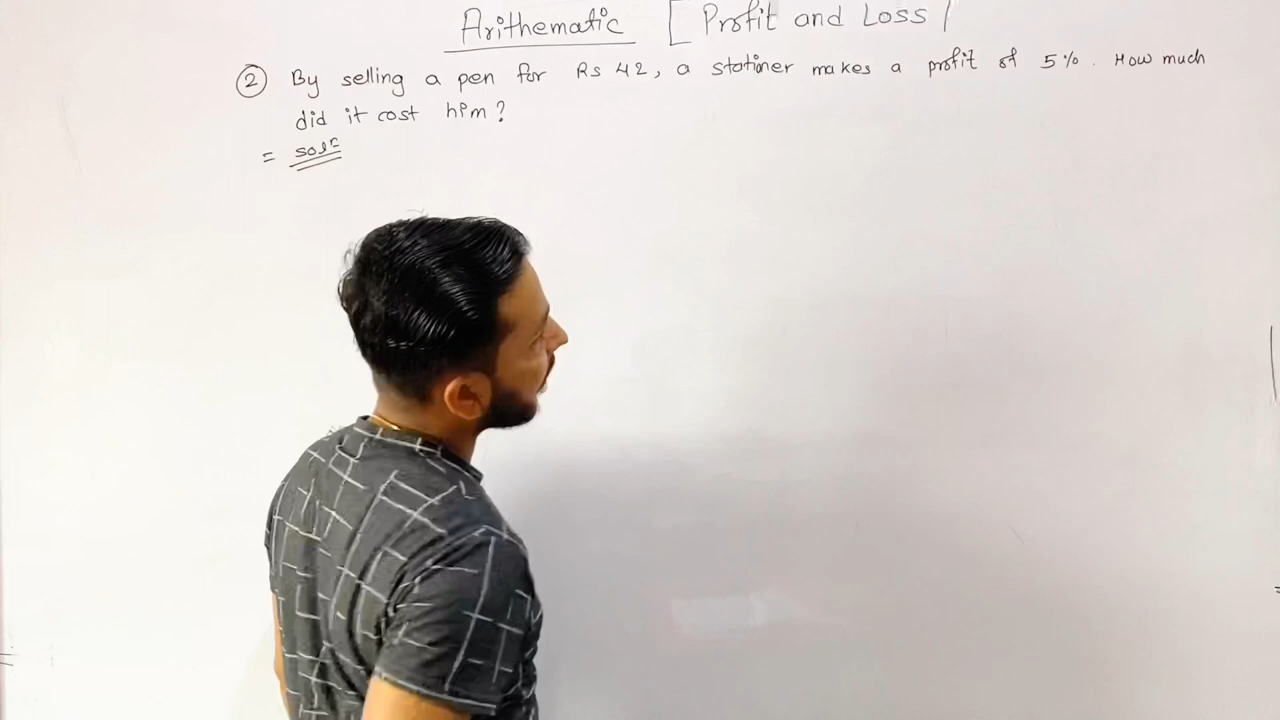 Arithematic [Profit and Loss]
② By selling a pen for Rs 42, a stationer makes a profit of 5%. How much
did it cost him?
= solⁿ